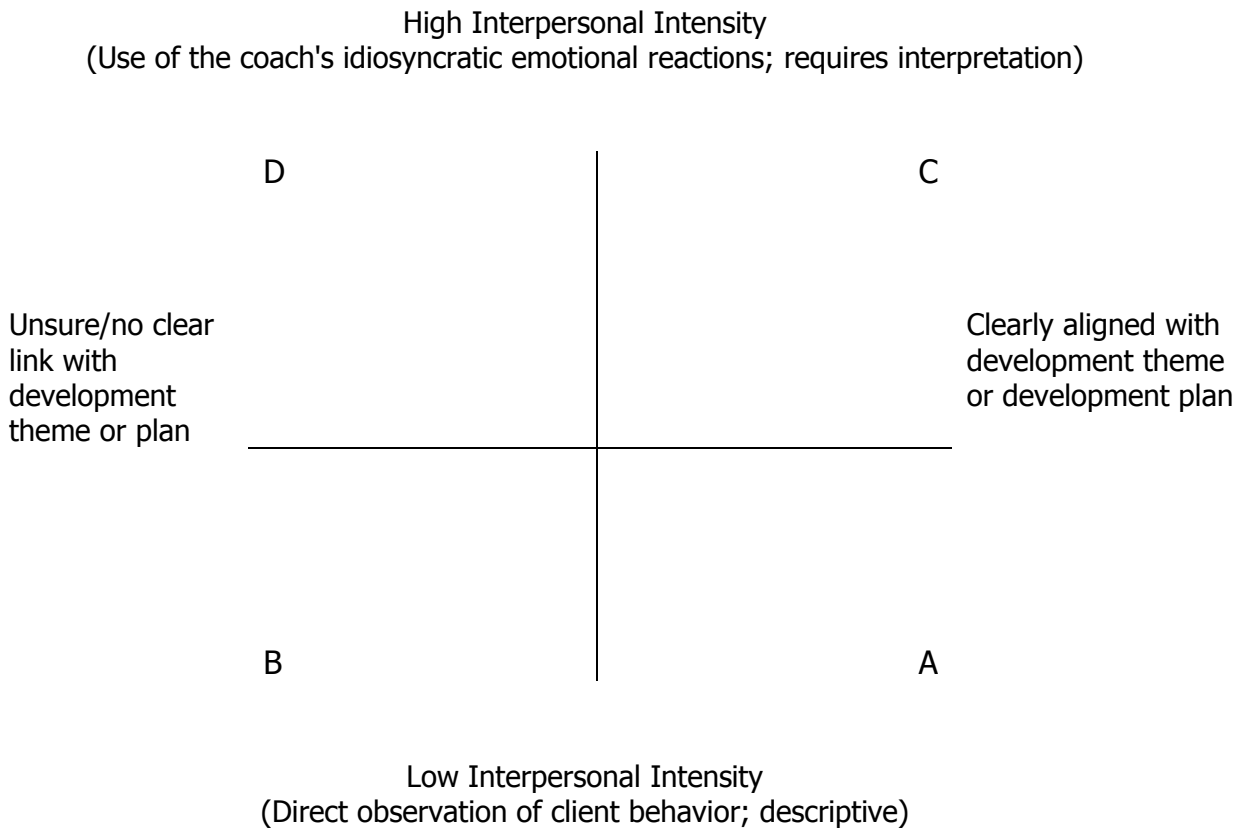 High Interpersonal Intensity
(Use of the coach's idiosyncratic emotional reactions; requires interpretation)
D
C
Unsure/no clear
link with
development
theme or plan
Clearly aligned with
development theme
or development plan
B
A
Low Interpersonal Intensity
(Direct observation of client behavior; descriptive)